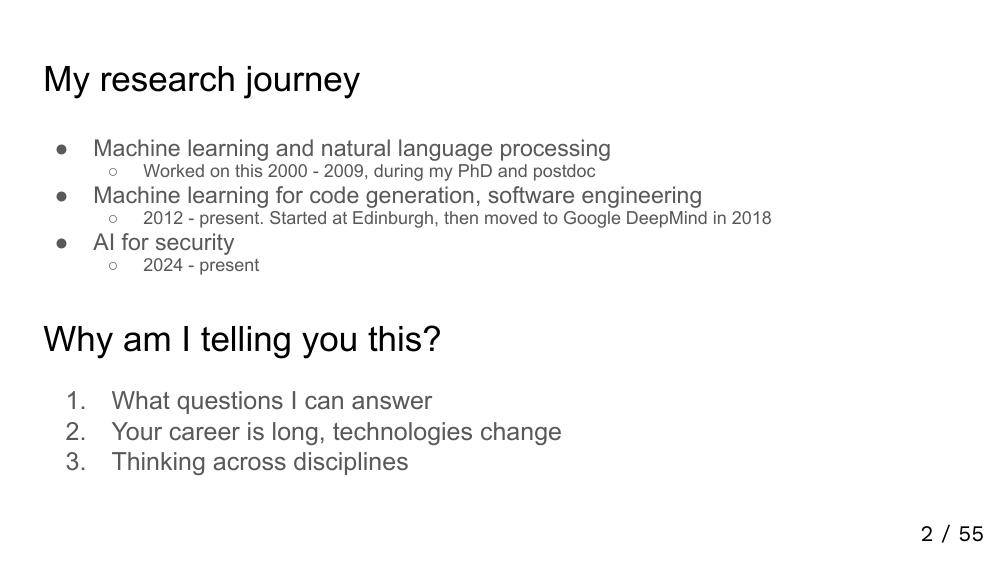 My research journey
● Machine learning and natural language processing
○ Worked on this 2000 - 2009, during my PhD and postdoc
● Machine learning for code generation, software engineering
○ 2012 - present. Started at Edinburgh, then moved to Google DeepMind in 2018
● AI for security
○ 2024 - present
Why am I telling you this?
1. What questions I can answer
2. Your career is long, technologies change
3. Thinking across disciplines
2 / 55